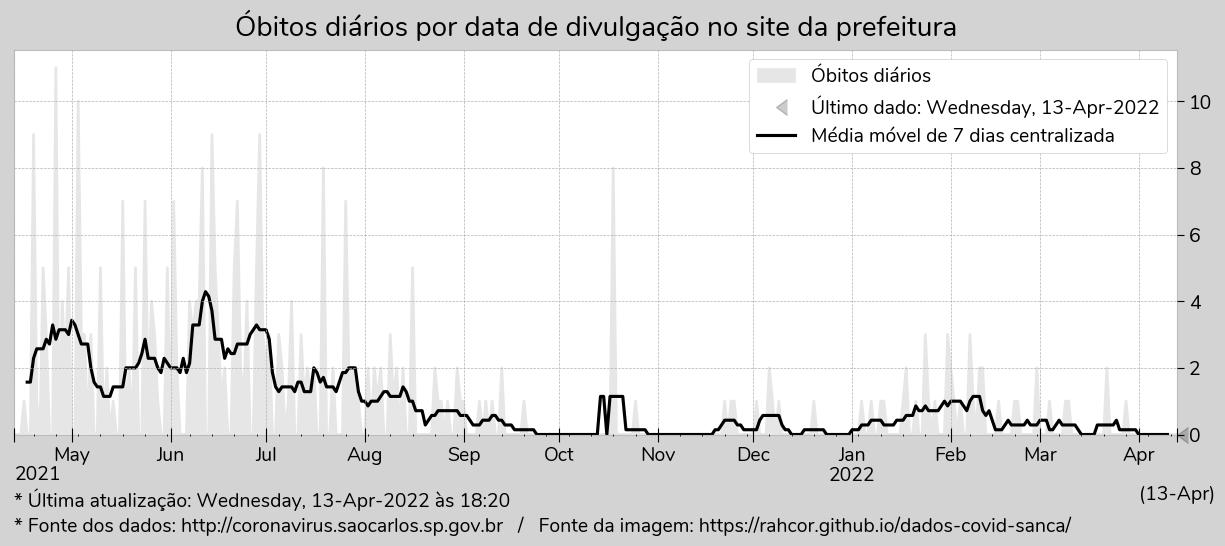 Óbitos diários por data de divulgação no site da prefeitura
Óbitos diários
Último dado: Wednesday, 13-Apr-2022
Média móvel de 7 dias centralizada
10
8
6
4
2
0
May Jun Jul Aug Sep Oct Nov Dec Jan Feb Mar Apr
2021 2022
(13-Apr)
* Última atualização: Wednesday, 13-Apr-2022 às 18:20
* Fonte dos dados: http://coronavirus.saocarlos.sp.gov.br / Fonte da imagem: https://rahcor.github.io/dados-covid-sanca/